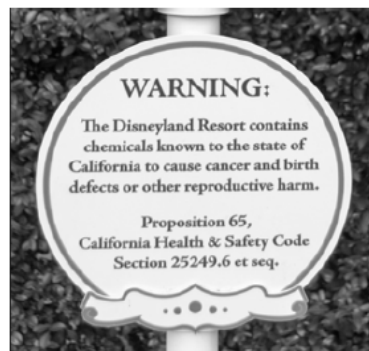 WARNING:
The Disneyland Resort contains
chemicals known to the state of
California to cause cancer and birth
defects or other reproductive harm.
Proposition 65,
California Health & Safety Code
Section 25249.6 et seq.